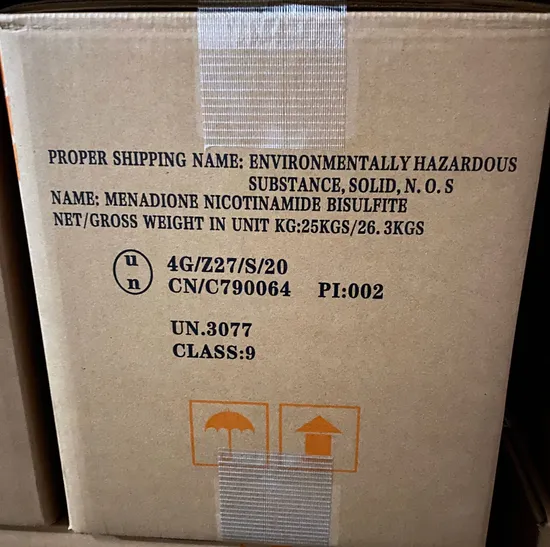 PROPER SHIPPING NAME: ENVIRONMENTALLY HAZARDOUS
SUBSTANCE, SOLID, N. O. S
NAME: MENADIONE NICOTINAMIDE BISULFITE
NET/GROSS WEIGHT IN UNIT KG:25KGS/26.3KGS
u
n
4G/Z27/S/20
CN/C790064 PI:002
UN.3077
CLASS:9